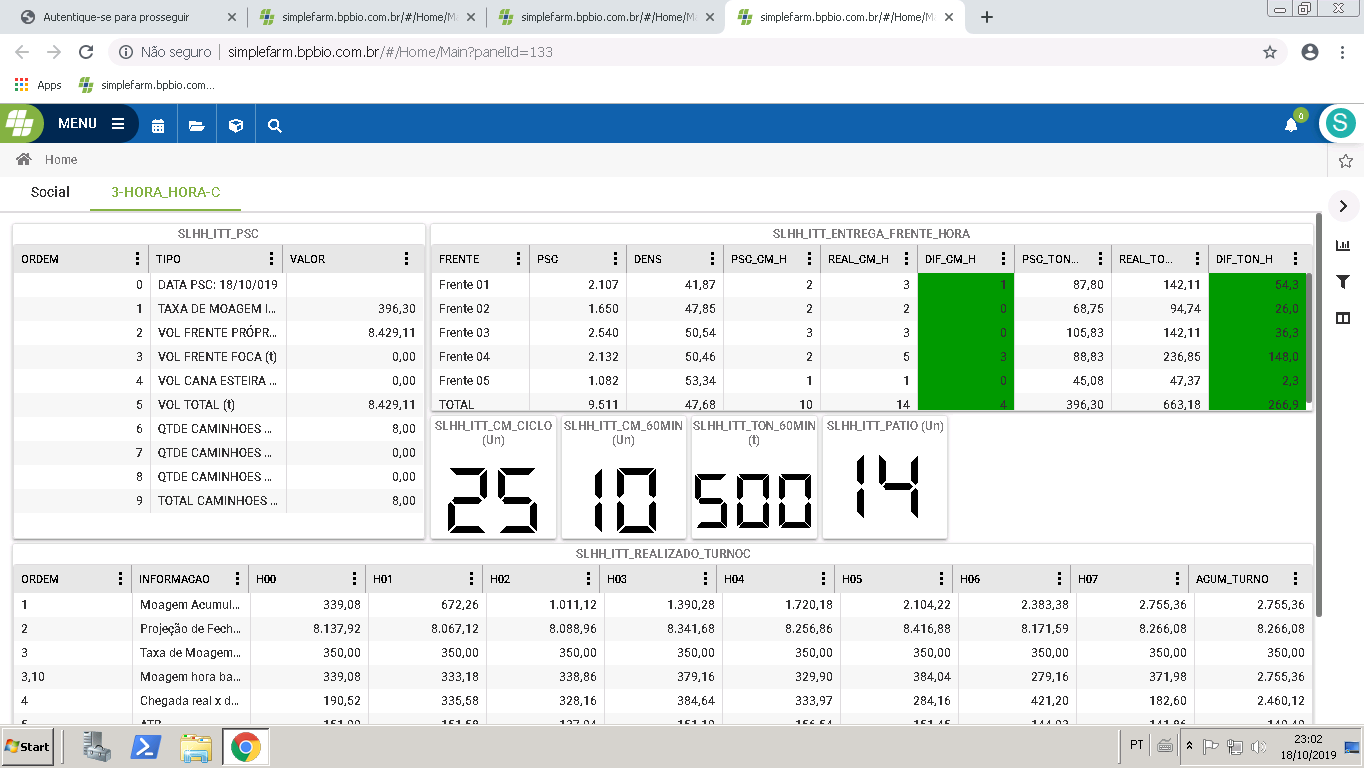 Autentique-se para prosseguir
simplefarm.bpbio.com.br/#/Home/M
simplefarm.bpbio.com.br/#/Home/M
simplefarm.bpbio.com.br/#/Home/M
Não seguro | simplefarm.bpbio.com.br/#/Home/Main?panelId=133
Apps simplefarm.bpbio.com...
MENU
0
S
Home
Social 3-HORA_HORA-C
SLHH_ITT_PSC
ORDEM TIPO VALOR
0 DATA PSC: 18/10/019
1 TAXA DE MOAGEM I... 396,30
2 VOL FRENTE PRÓPR... 8.429,11
3 VOL FRENTE FOCA (t) 0,00
4 VOL CANA ESTEIRA ... 0,00
5 VOL TOTAL (t) 8.429,11
6 QTDE CAMINHOES ... 8,00
7 QTDE CAMINHOES ... 0,00
8 QTDE CAMINHOES ... 0,00
9 TOTAL CAMINHOES ... 8,00
SLHH_ITT_ENTREGA_FRENTE_HORA
FRENTE PSC DENS PSC_CM_H REAL_CM_H DIF_CM_H PSC_TON... REAL_TO... DIF_TON_H
Frente 01 2.107 41,87 2 3 1 87,80 142,11 54,3
Frente 02 1.650 47,85 2 2 0 68,75 94,74 26,0
Frente 03 2.540 50,54 3 3 0 105,83 142,11 36,3
Frente 04 2.132 50,46 2 5 3 88,83 236,85 148,0
Frente 05 1.082 53,34 1 1 0 45,08 47,37 2,3
TOTAL 9.511 47,68 10 14 4 396,30 663,18 266,9
SLHH_ITT_CM_CICLO
(Un)
25
SLHH_ITT_CM_60MIN
(Un)
10
SLHH_ITT_TON_60MIN
(t)
500
SLHH_ITT_PATIO (Un)
14
SLHH_ITT_REALIZADO_TURNOC
ORDEM INFORMACAO H00 H01 H02 H03 H04 H05 H06 H07 ACUM_TURNO
1 Moagem Acumul... 339,08 672,26 1.011,12 1.390,28 1.720,18 2.104,22 2.383,38 2.755,36 2.755,36
2 Projeção de Fech... 8.137,92 8.067,12 8.088,96 8.341,68 8.256,86 8.416,88 8.171,59 8.266,08 8.266,08
3 Taxa de Moagem... 350,00 350,00 350,00 350,00 350,00 350,00 350,00 350,00 350,00
3,10 Moagem hora ba... 339,08 333,18 338,86 379,16 329,90 384,04 279,16 371,98 2.755,36
4 Chegada real x d... 190,52 335,58 328,16 384,64 333,97 284,16 421,20 182,60 2.460,12
Start
PT
23:02
18/10/2019